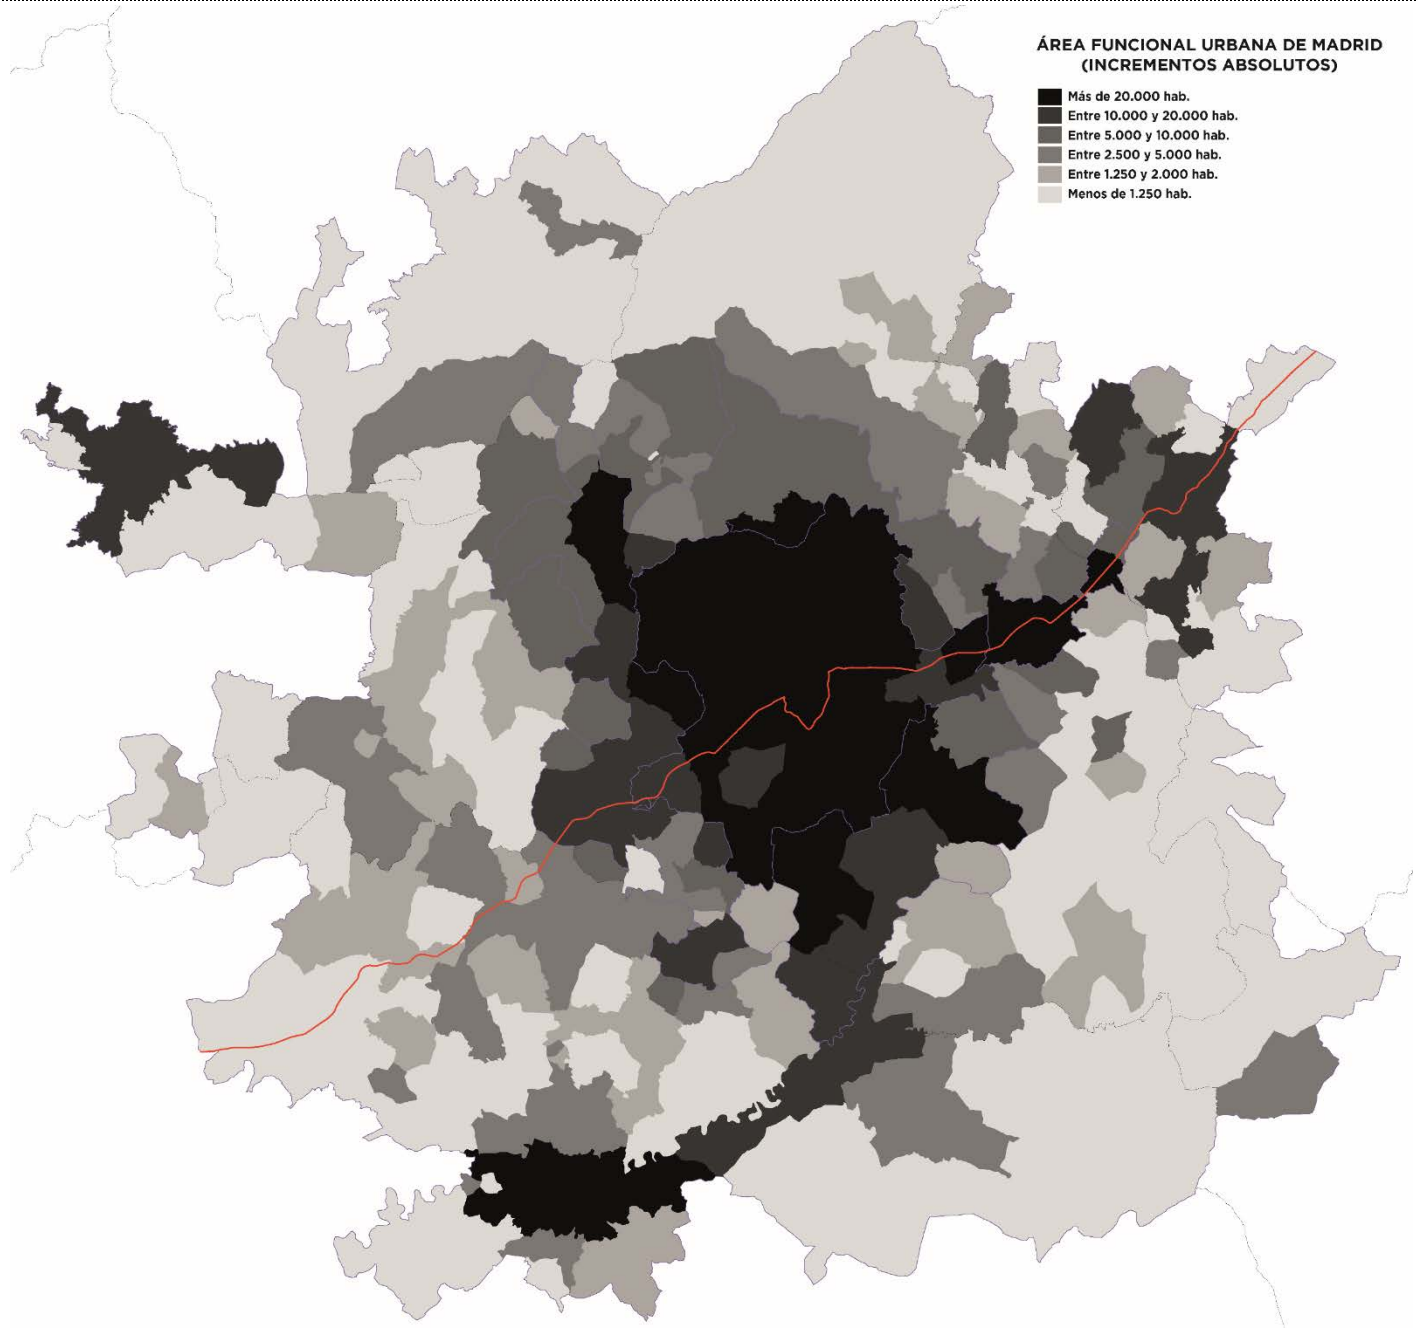 ÁREA FUNCIONAL URBANA DE MADRID
(INCREMENTOS ABSOLUTOS)
Más de 20.000 hab.
Entre 10.000 y 20.000 hab.
Entre 5.000 y 10.000 hab.
Entre 2.500 y 5.000 hab.
Entre 1.250 y 2.000 hab.
Menos de 1.250 hab.